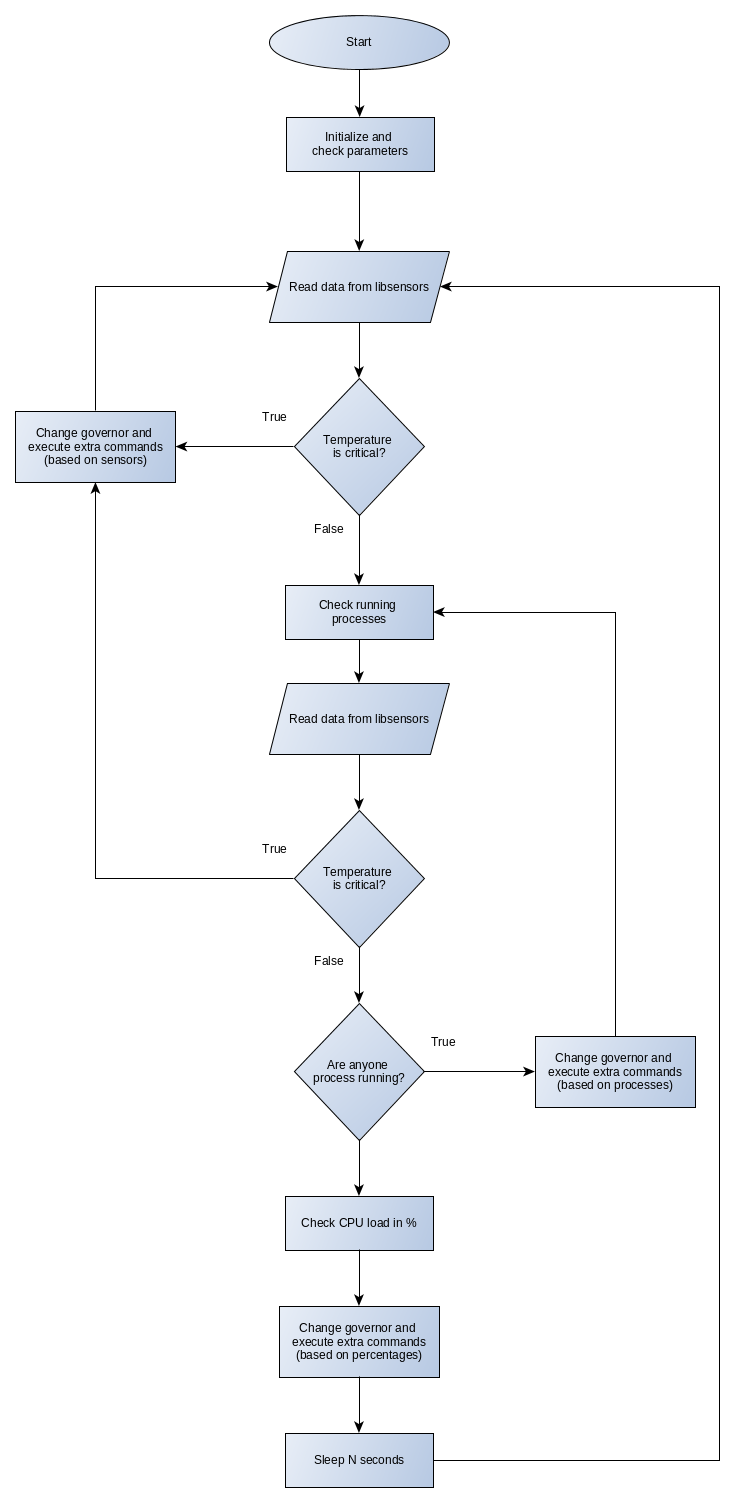 Start
Initialize and
check parameters
Read data from libsensors
True
Temperature
is critical?
Change governor and
execute extra commands
(based on sensors)
False
Check running
processes
Read data from libsensors
True
Temperature
is critical?
False
Are anyone
process running?
True
Change governor and
execute extra commands
(based on processes)
Check CPU load in %
Change governor and
execute extra commands
(based on percentages)
Sleep N seconds